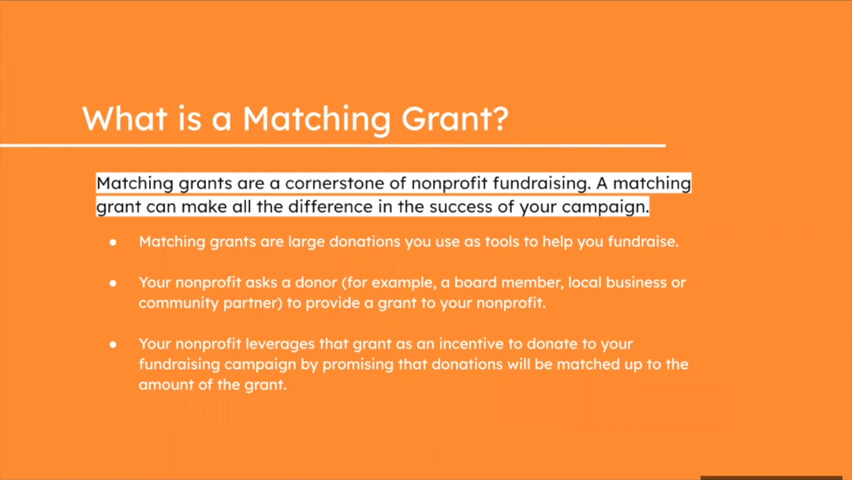 What is a Matching Grant?
Matching grants are a cornerstone of nonprofit fundraising. A matching
grant can make all the difference in the success of your campaign.
● Matching grants are large donations you use as tools to help you fundraise.
● Your nonprofit asks a donor (for example, a board member, local business or
community partner) to provide a grant to your nonprofit.
● Your nonprofit leverages that grant as an incentive to donate to your
fundraising campaign by promising that donations will be matched up to the
amount of the grant.